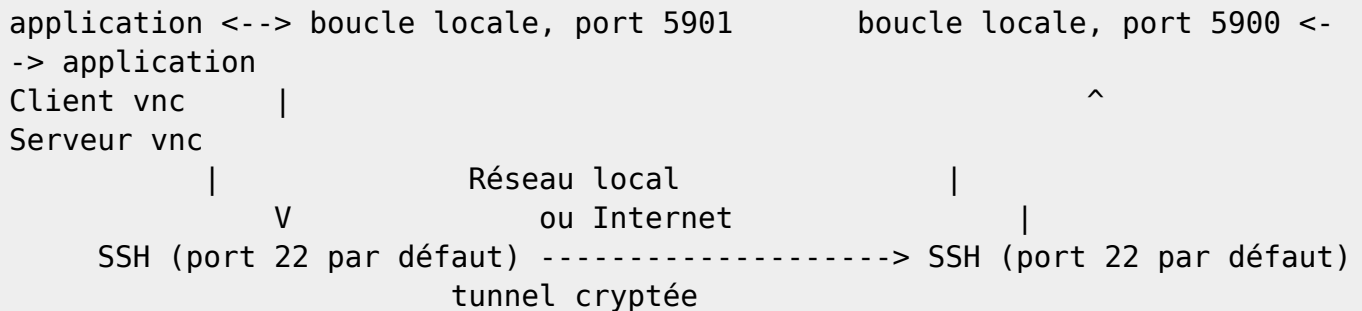 application <--> boucle locale, port 5901        boucle locale, port 5900 <-
-> application
Client vnc     |                                              ^
Serveur vnc
           |              Réseau local               |
               V              ou Internet                |
     SSH (port 22 par défaut) --------------------> SSH (port 22 par défaut)
                         tunnel cryptée